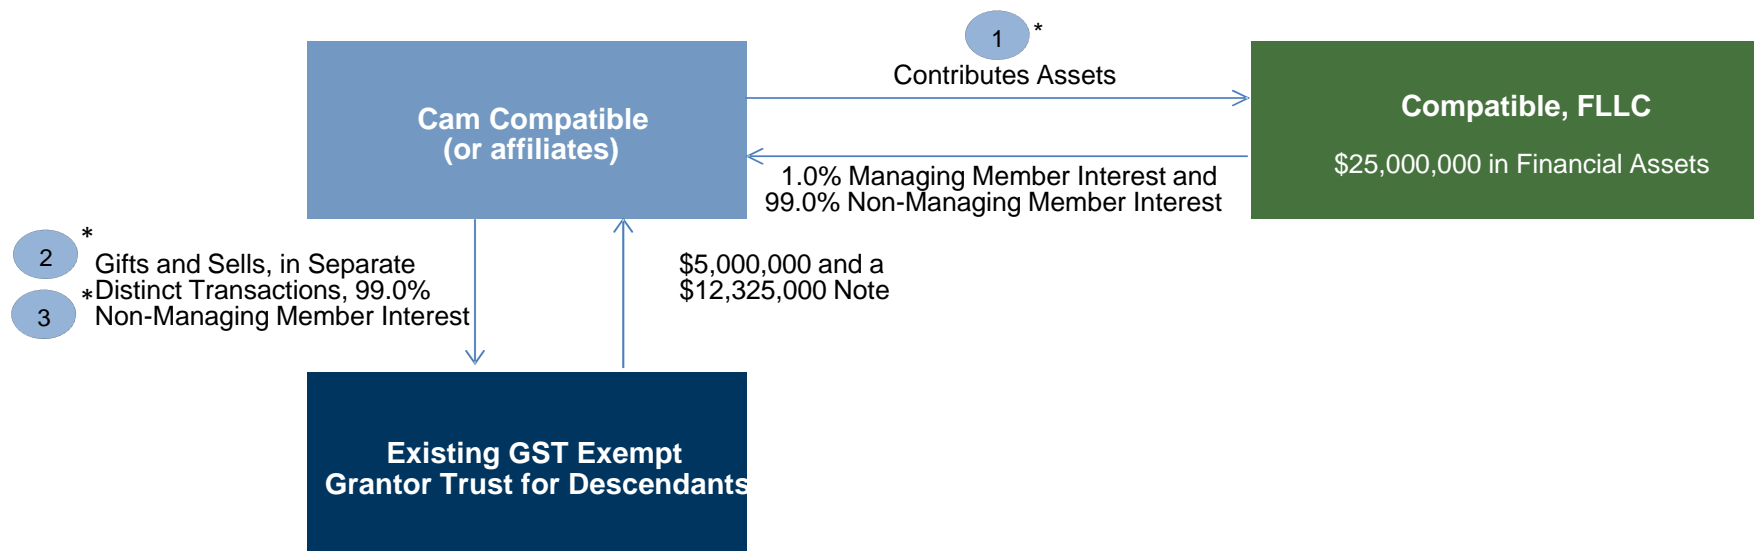 1 *
Contributes Assets
Cam Compatible
(or affiliates)
Compatible, FLLC
$25,000,000 in Financial Assets
1.0% Managing Member Interest and
99.0% Non-Managing Member Interest
2 *
Gifts and Sells, in Separate
*Distinct Transactions, 99.0%
3 Non-Managing Member Interest
$5,000,000 and a
$12,325,000 Note
Existing GST Exempt
Grantor Trust for Descendants